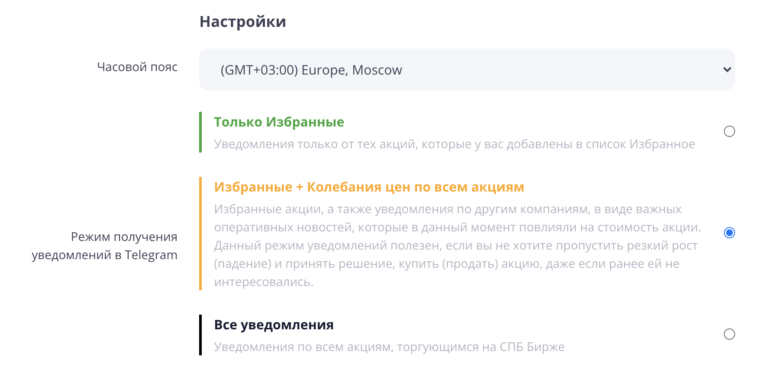 Настройки
Часовой пояс
(GMT+03:00) Europe, Moscow
Только Избранные
Уведомления только от тех акций, которые у вас добавлены в список Избранное
Режим получения
уведомлений в Telegram
Избранные + Колебания цен по всем акциям
Избранные акции, а также уведомления по другим компаниям, в виде важных
оперативных новостей, которые в данный момент повлияли на стоимость акции.
Данный режим уведомлений полезен, если вы не хотите пропустить резкий рост
(падение) и принять решение, купить (продать) акцию, даже если ранее ей не
интересовались.
Все уведомления
Уведомления по всем акциям, торгующимся на СПБ Бирже